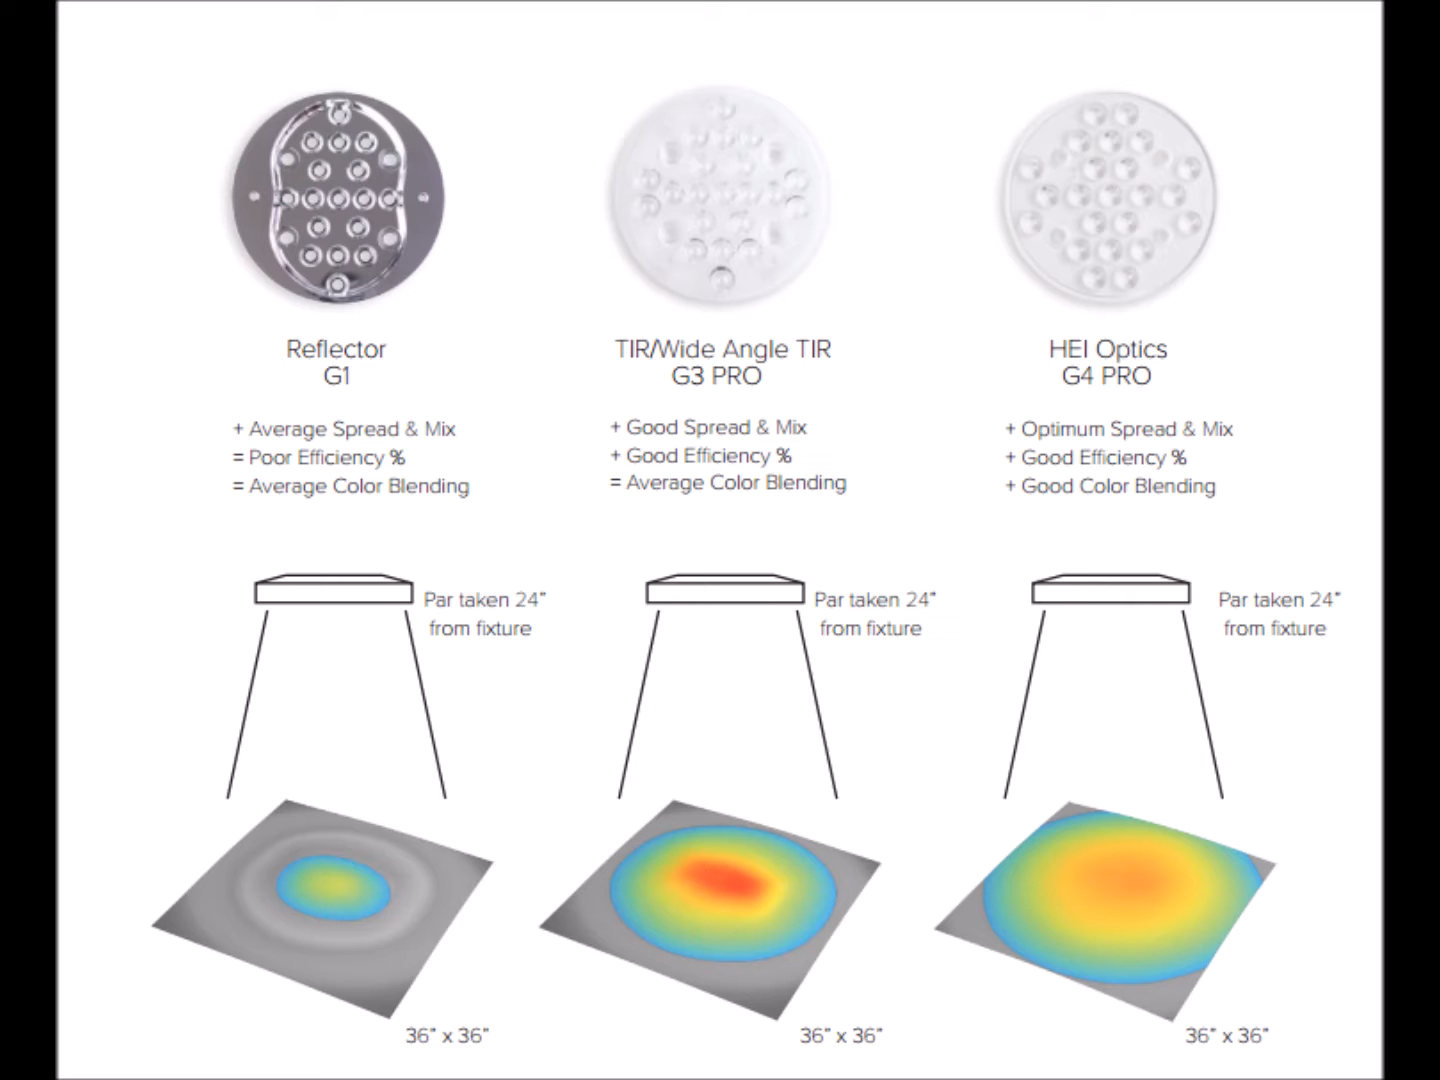 Reflector
G1
+ Average Spread & Mix
= Poor Efficiency %
= Average Color Blending
TIR/Wide Angle TIR
G3 PRO
+ Good Spread & Mix
+ Good Efficiency %
= Average Color Blending
HEI Optics
G4 PRO
+ Optimum Spread & Mix
+ Good Efficiency %
+ Good Color Blending
Par taken 24"
from fixture
Par taken 24"
from fixture
Par taken 24"
from fixture
36" x 36"
36" x 36"
36" x 36"